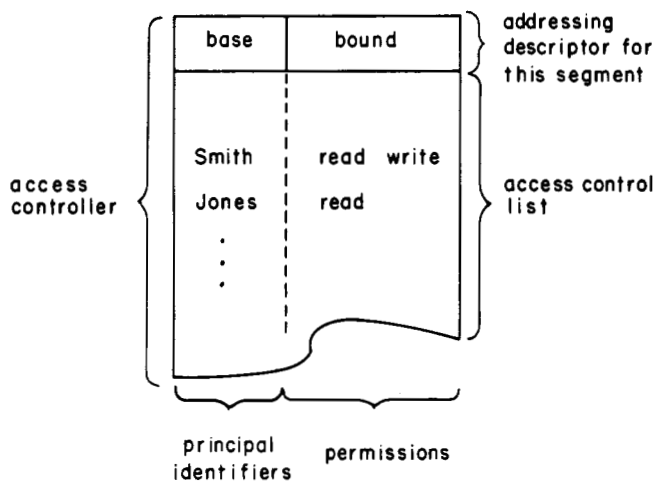 base bound
addressing
descriptor for
this segment
Smith read write
Jones read
access
controller
access control
list
principal
identifiers
permissions